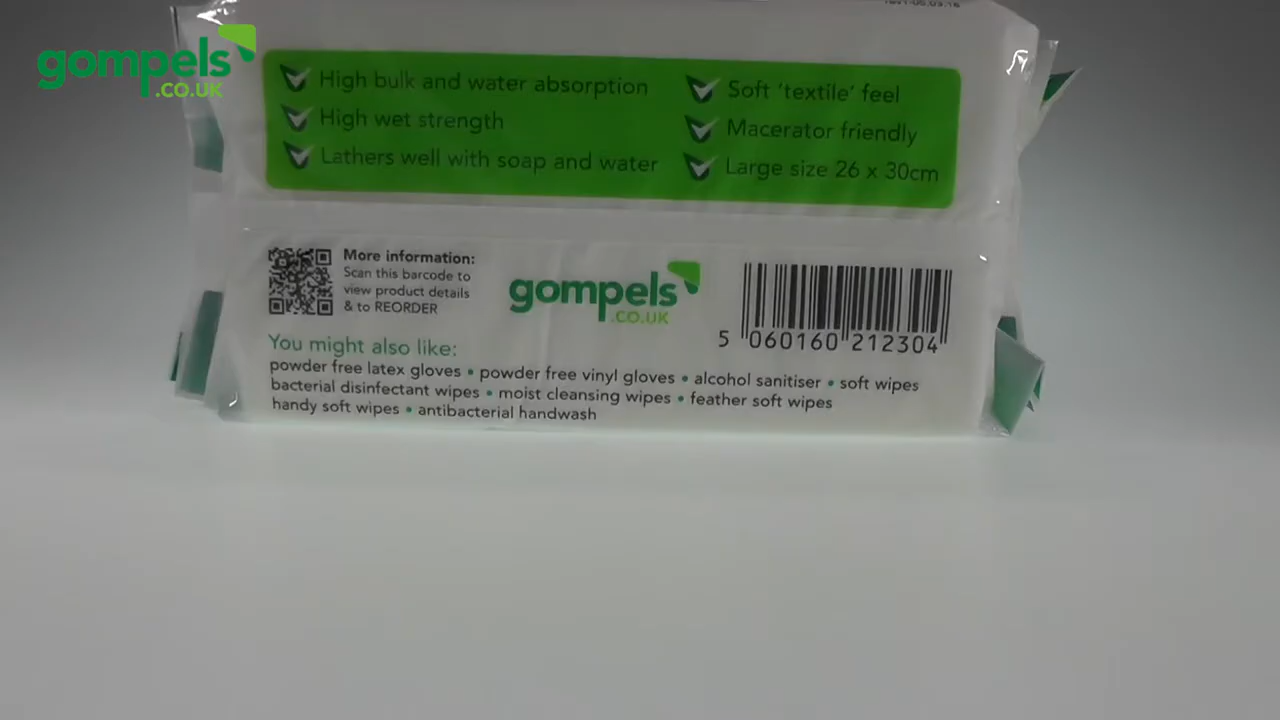 gompels
.CO.UK
High bulk and water absorption
High wet strength
Lathers well with soap and water
Soft 'textile' feel
Macerator friendly
Large size 26 x 30cm
More information:
Scan this barcode to
view product details
& to REORDER
gompels
.CO.UK
5 060160 212304
You might also like:
powder free latex gloves • powder free vinyl gloves • alcohol sanitiser • soft wipes
bacterial disinfectant wipes • moist cleansing wipes • feather soft wipes
handy soft wipes • antibacterial handwash